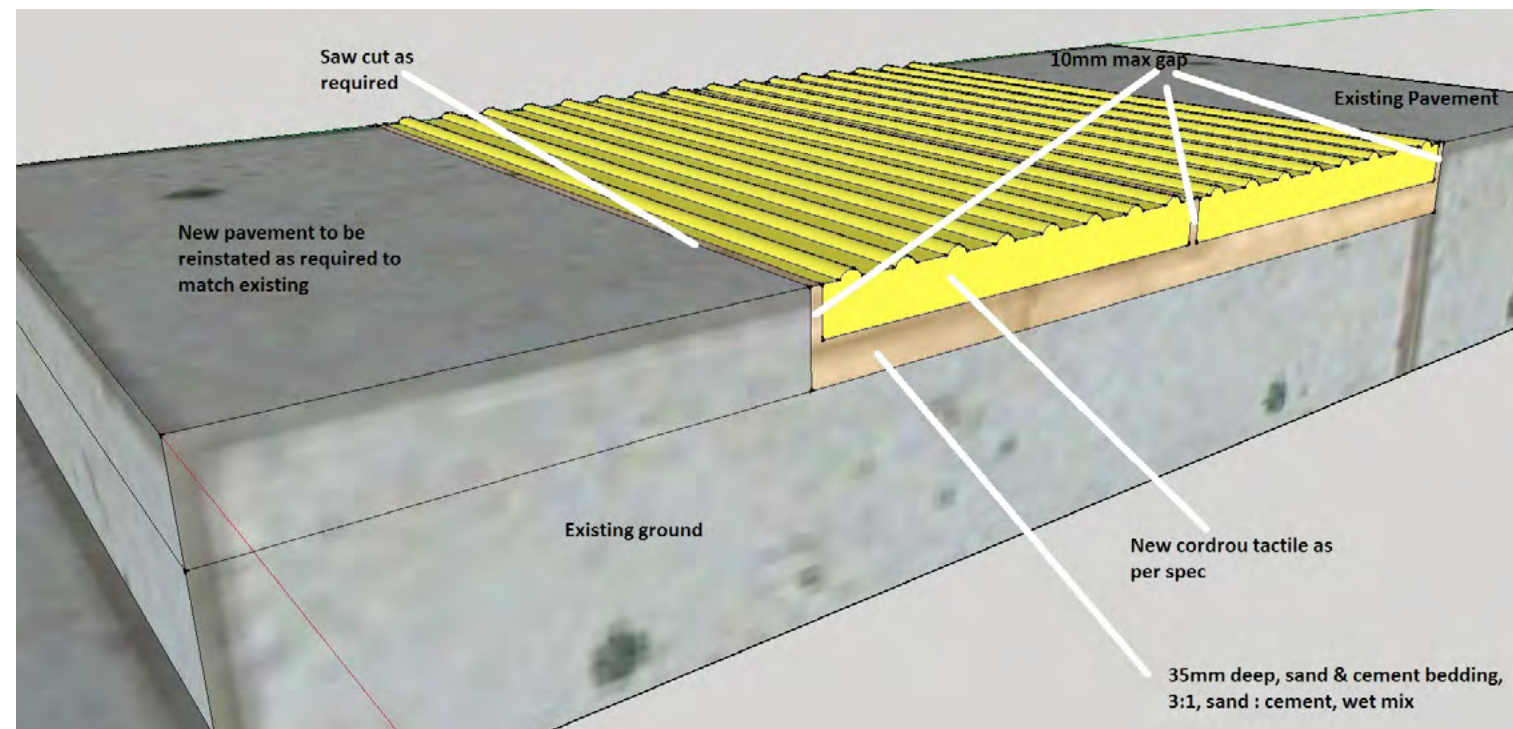 Saw cut as
required
10mm max gap
Existing Pavement
New pavement to be
reinstated as required to
match existing
Existing ground
New cordrou tactile as
per spec
35mm deep, sand & cement bedding,
3:1, sand : cement, wet mix